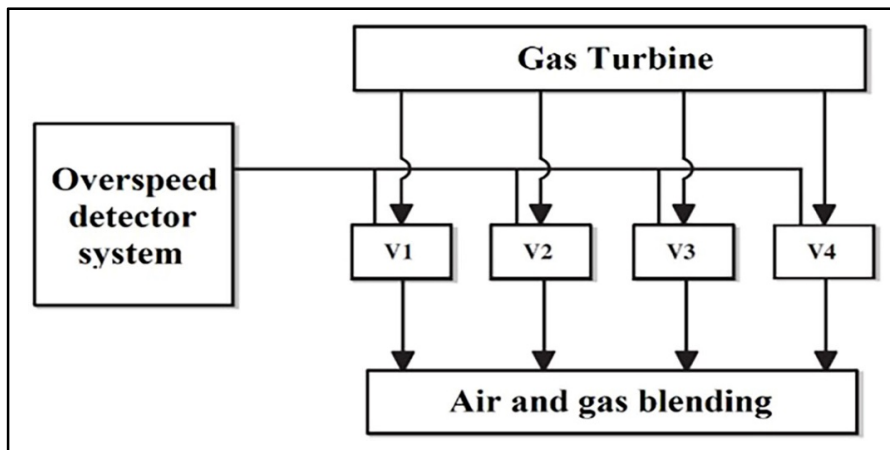 Gas Turbine
Overspeed
detector
system
V1
V2
V3
V4
Air and gas blending